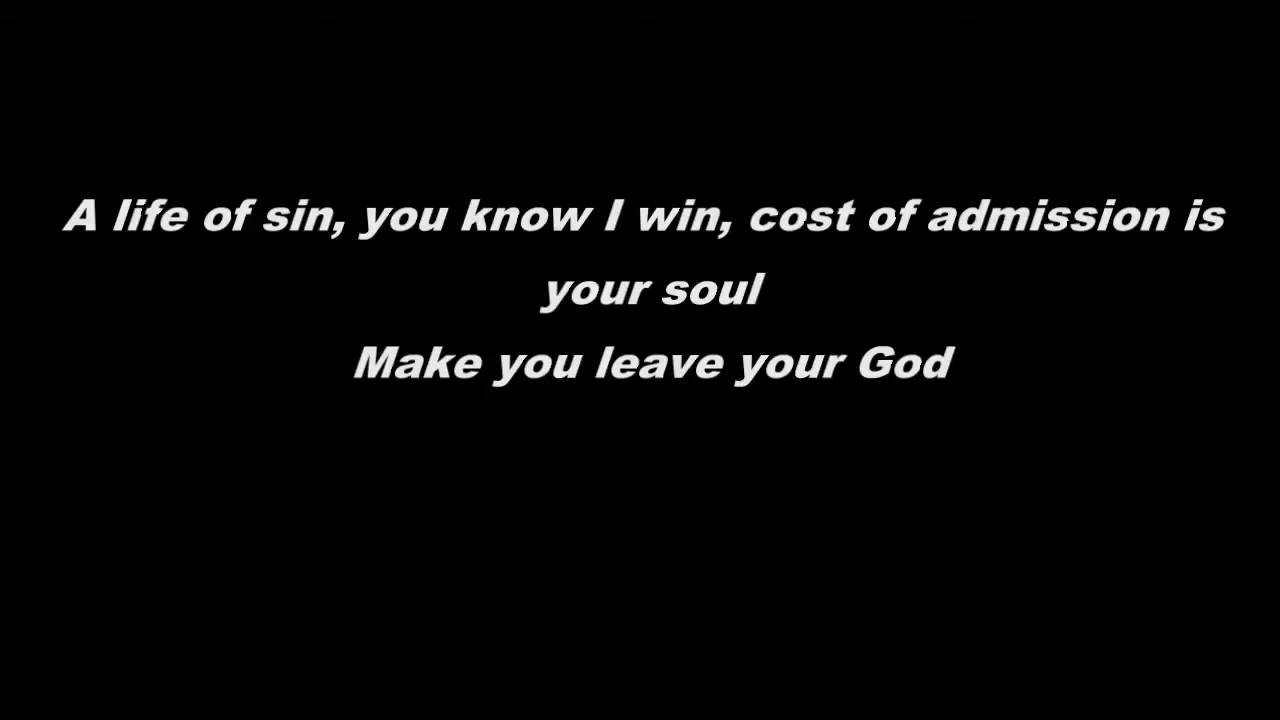 A life of sin, you know I win, cost of admission is
your soul
Make you leave your God